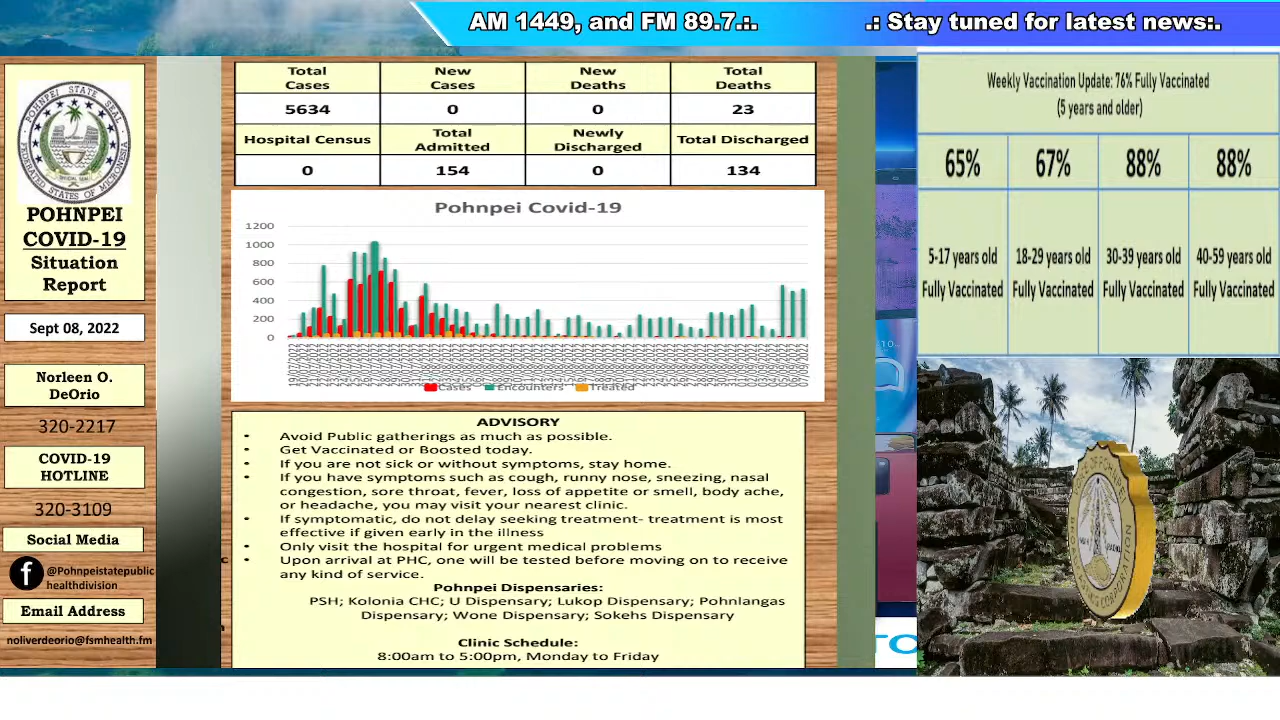 AM 1449, and FM 89.7.:.
.: Stay tuned for latest news:.
POHNPEI STATE SEAL
FEDERATED STATES OF MICRONESIA
POHNPEI
COVID-19
Situation
Report
Sept 08, 2022
Norleen O.
DeOrio
320-2217
COVID-19
HOTLINE
320-3109
Social Media
@Pohnpeistatepublic
healthdivision
Email Address
noliverdeorio@fsmhealth.fm
Total Cases
New Cases
New Deaths
Total Deaths
5634
0
0
23
Hospital Census
Total Admitted
Newly Discharged
Total Discharged
0
154
0
134
Pohnpei Covid-19
1200
1000
800
600
400
200
0
Cases
Encounters
Treated
ADVISORY
• Avoid Public gatherings as much as possible.
• Get Vaccinated or Boosted today.
• If you are not sick or without symptoms, stay home.
• If you have symptoms such as cough, runny nose, sneezing, nasal
congestion, sore throat, fever, loss of appetite or smell, body ache,
or headache, you may visit your nearest clinic.
• If symptomatic, do not delay seeking treatment- treatment is most
effective if given early in the illness
• Only visit the hospital for urgent medical problems
• Upon arrival at PHC, one will be tested before moving on to receive
any kind of service.
Pohnpei Dispensaries:
PSH; Kolonia CHC; U Dispensary; Lukop Dispensary; Pohnlangas
Dispensary; Wone Dispensary; Sokehs Dispensary
Clinic Schedule:
8:00am to 5:00pm, Monday to Friday
Weekly Vaccination Update: 76% Fully Vaccinated
(5 years and older)
65%
67%
88%
88%
5-17 years old
Fully Vaccinated
18-29 years old
Fully Vaccinated
30-39 years old
Fully Vaccinated
40-59 years old
Fully Vaccinated